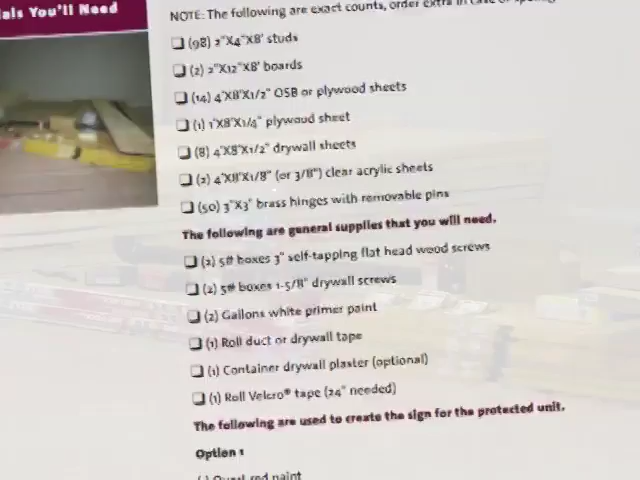 ials You'll Need
NOTE: The following are exact counts, order extra in case of
(98) 2"X4"X8' studs
(2) 2"X12"X8' boards
(14) 4'X8'X1/2" OSB or plywood sheets
(1) 1'X8'X1/4" plywood sheet
(8) 4'X8'X1/2" drywall sheets
(2) 4'X8'X1/8" (or 3/8") clear acrylic sheets
(50) 3"X3" brass hinges with removable pins
The following are general supplies that you will need.
(2) 5# boxes 3" self-tapping flat head wood screws
(2) 5# boxes 1-5/8" drywall screws
(2) Gallons white primer paint
(1) Roll duct or drywall tape
(1) Container drywall plaster (optional)
(1) Roll Velcro® tape (24" needed)
The following are used to create the sign for the protected unit.
Option 1
red paint